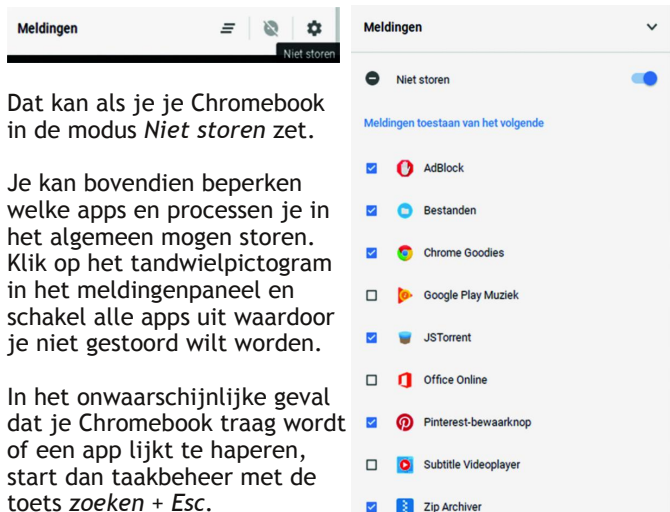 Meldingen
Niet storen
Dat kan als je je Chromebook
in de modus Niet storen zet.
Je kan bovendien beperken
welke apps en processen je in
het algemeen mogen storen.
Klik op het tandwielpictogram
in het meldingenpaneel en
schakel alle apps uit waardoor
je niet gestoord wilt worden.
In het onwaarschijnlijke geval
dat je Chromebook traag wordt
of een app lijkt te haperen,
start dan taakbeheer met de
toets zoeken + Esc.
Meldingen
Niet storen
Meldingen toestaan van het volgende
AdBlock
Bestanden
Chrome Goodies
Google Play Muziek
JSTorrent
Office Online
Pinterest-bewaarknop
Subtitle Videoplayer
Zip Archiver